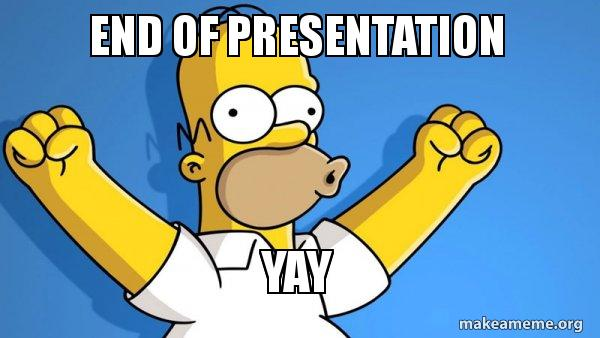 END OF PRESENTATION
YAY
makeameme.org